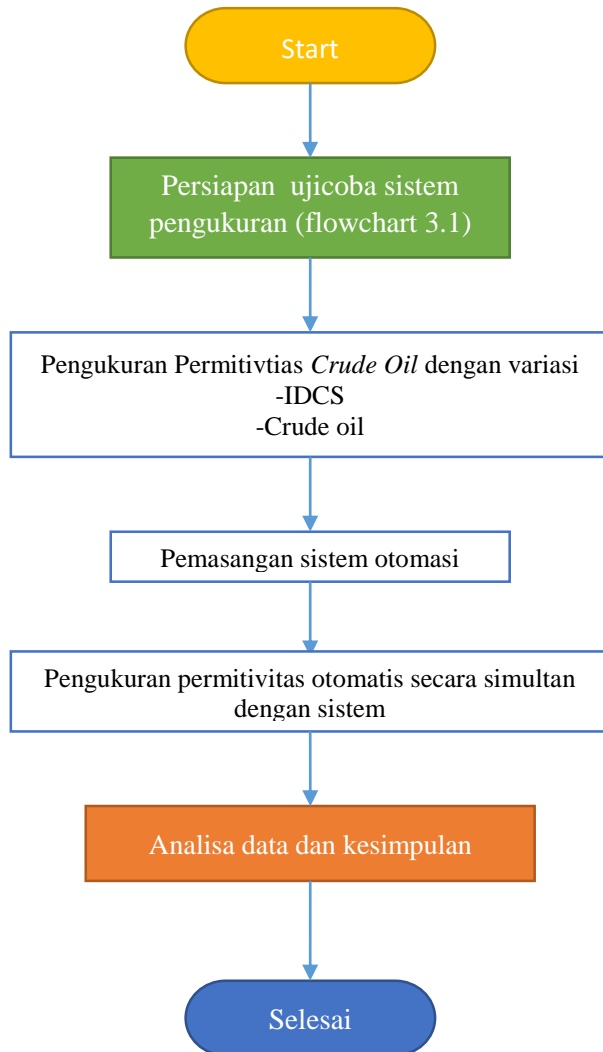 Start
Persiapan ujicoba sistem
pengukuran (flowchart 3.1)
Pengukuran Permitivtias Crude Oil dengan variasi
-IDCS
-Crude oil
Pemasangan sistem otomasi
Pengukuran permitivitas otomatis secara simultan
dengan sistem
Analisa data dan kesimpulan
Selesai